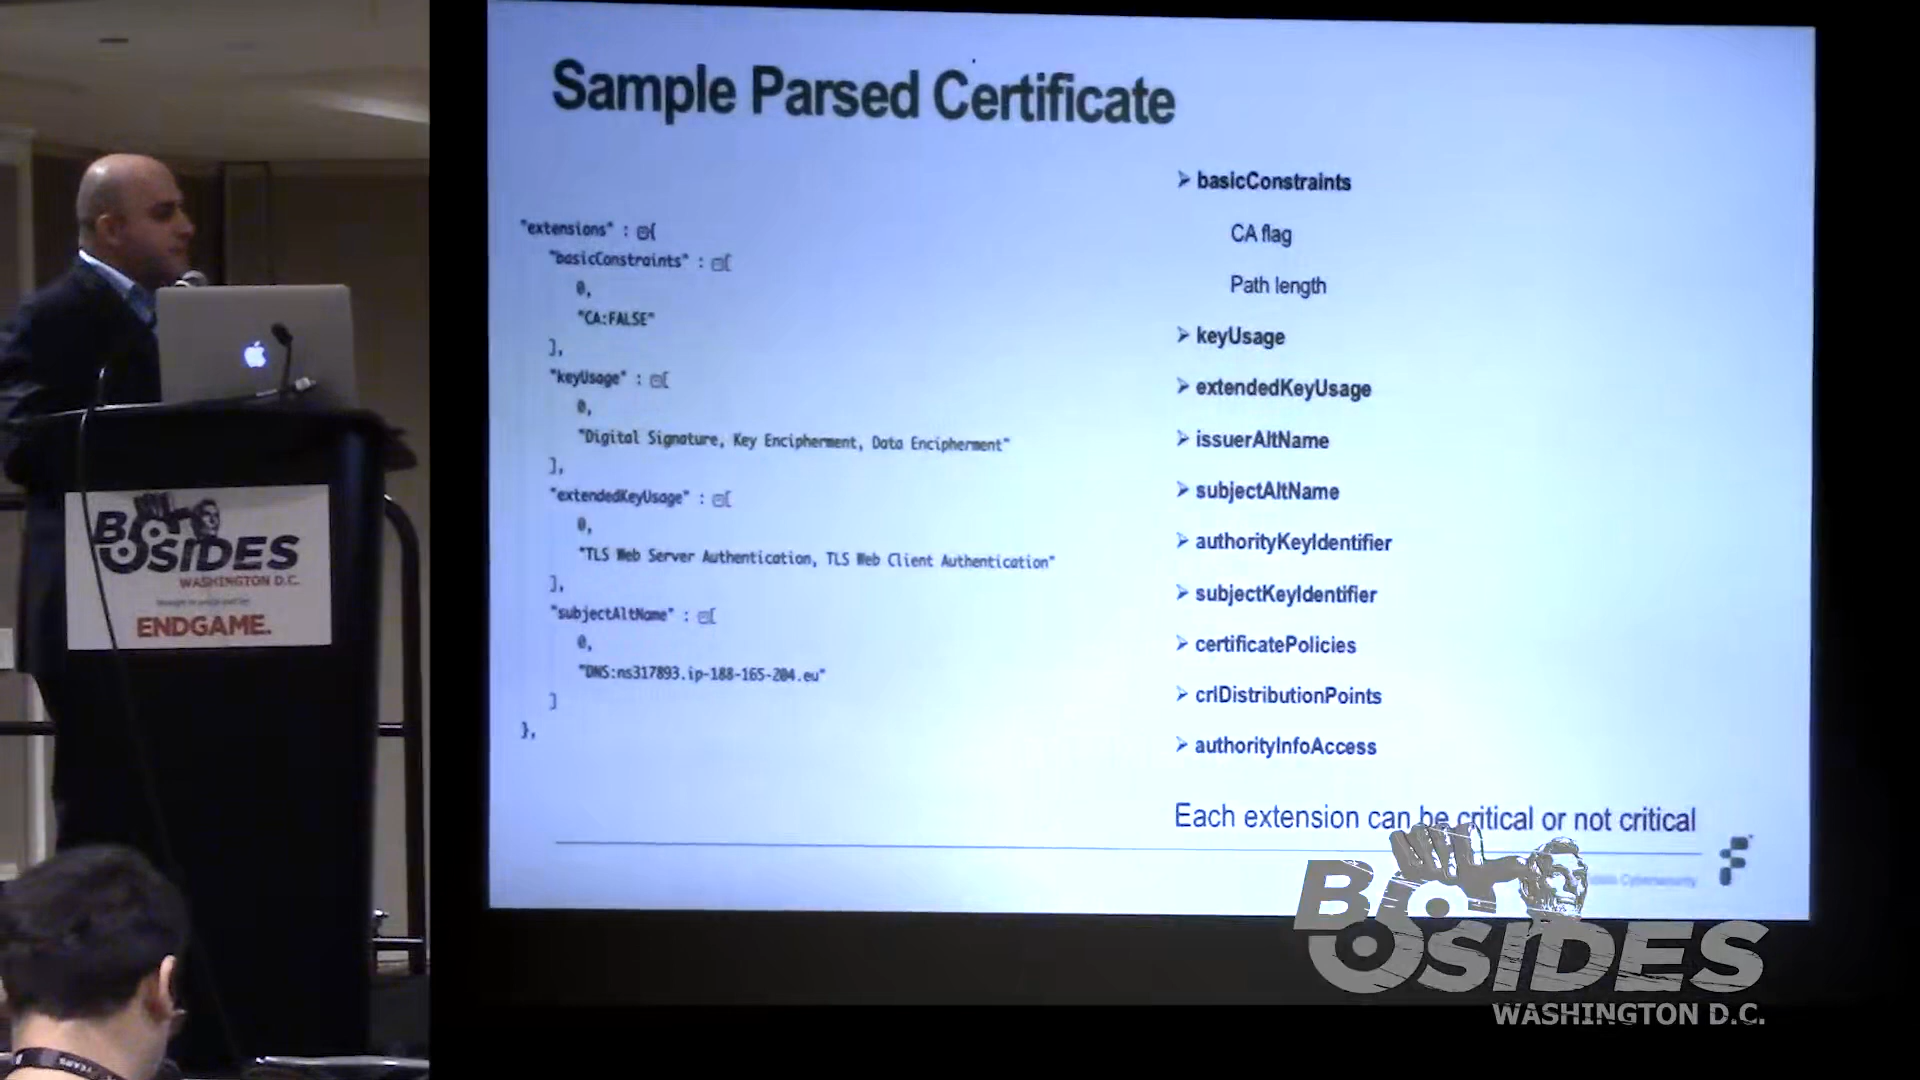 Sample Parsed Certificate
"extensions" : {
"basicConstraints" : [
0,
"CA:FALSE"
],
"keyUsage" : [
0,
"Digital Signature, Key Encipherment, Data Encipherment"
],
"extendedKeyUsage" : [
0,
"TLS Web Server Authentication, TLS Web Client Authentication"
],
"subjectAltName" : [
0,
"DNS:ns317893.ip-188-165-204.eu"
]
},
➢ basicConstraints
CA flag
Path length
➢ keyUsage
➢ extendedKeyUsage
➢ issuerAltName
➢ subjectAltName
➢ authorityKeyIdentifier
➢ subjectKeyIdentifier
➢ certificatePolicies
➢ crlDistributionPoints
➢ authorityInfoAccess
Each extension can be critical or not critical
Cybersecurity
BSIDES
WASHINGTON D.C.
ENDGAME.
BSIDES
WASHINGTON D.C.